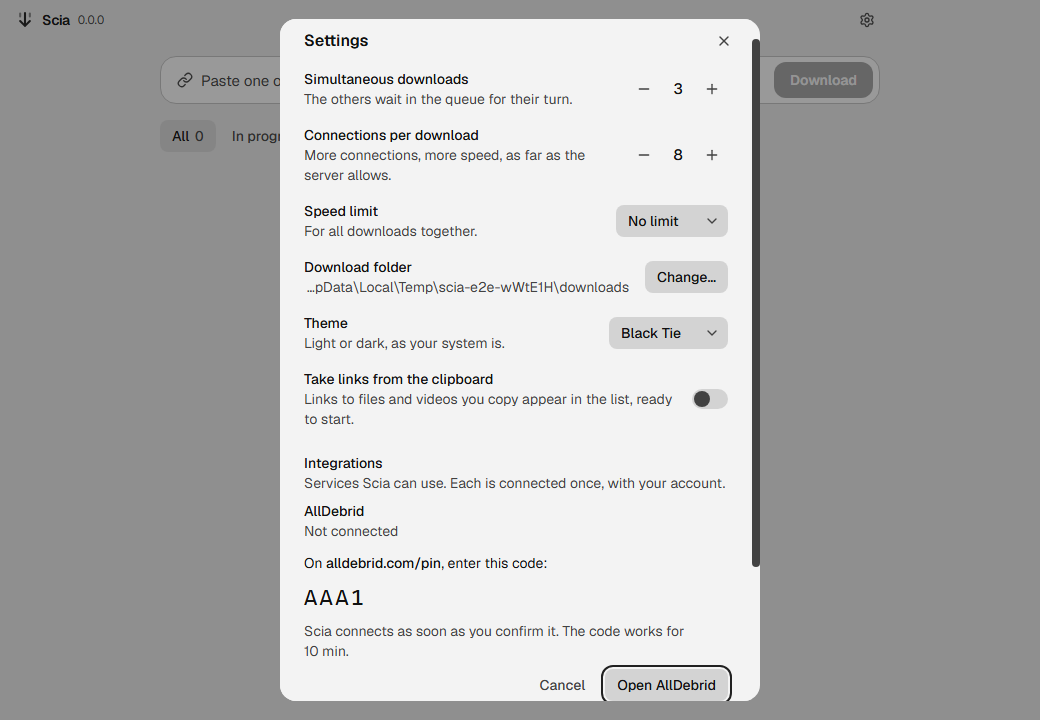 Scia 0.0.0
Settings
Paste one o
Download
All 0
In progr
Simultaneous downloads
The others wait in the queue for their turn.
3
Connections per download
More connections, more speed, as far as the
server allows.
8
Speed limit
For all downloads together.
No limit
Download folder
…pData\Local\Temp\scia-e2e-wWtE1H\downloads
Change…
Theme
Light or dark, as your system is.
Black Tie
Take links from the clipboard
Links to files and videos you copy appear in the list, ready
to start.
Integrations
Services Scia can use. Each is connected once, with your account.
AllDebrid
Not connected
On alldebrid.com/pin, enter this code:
AAA1
Scia connects as soon as you confirm it. The code works for
10 min.
Cancel
Open AllDebrid